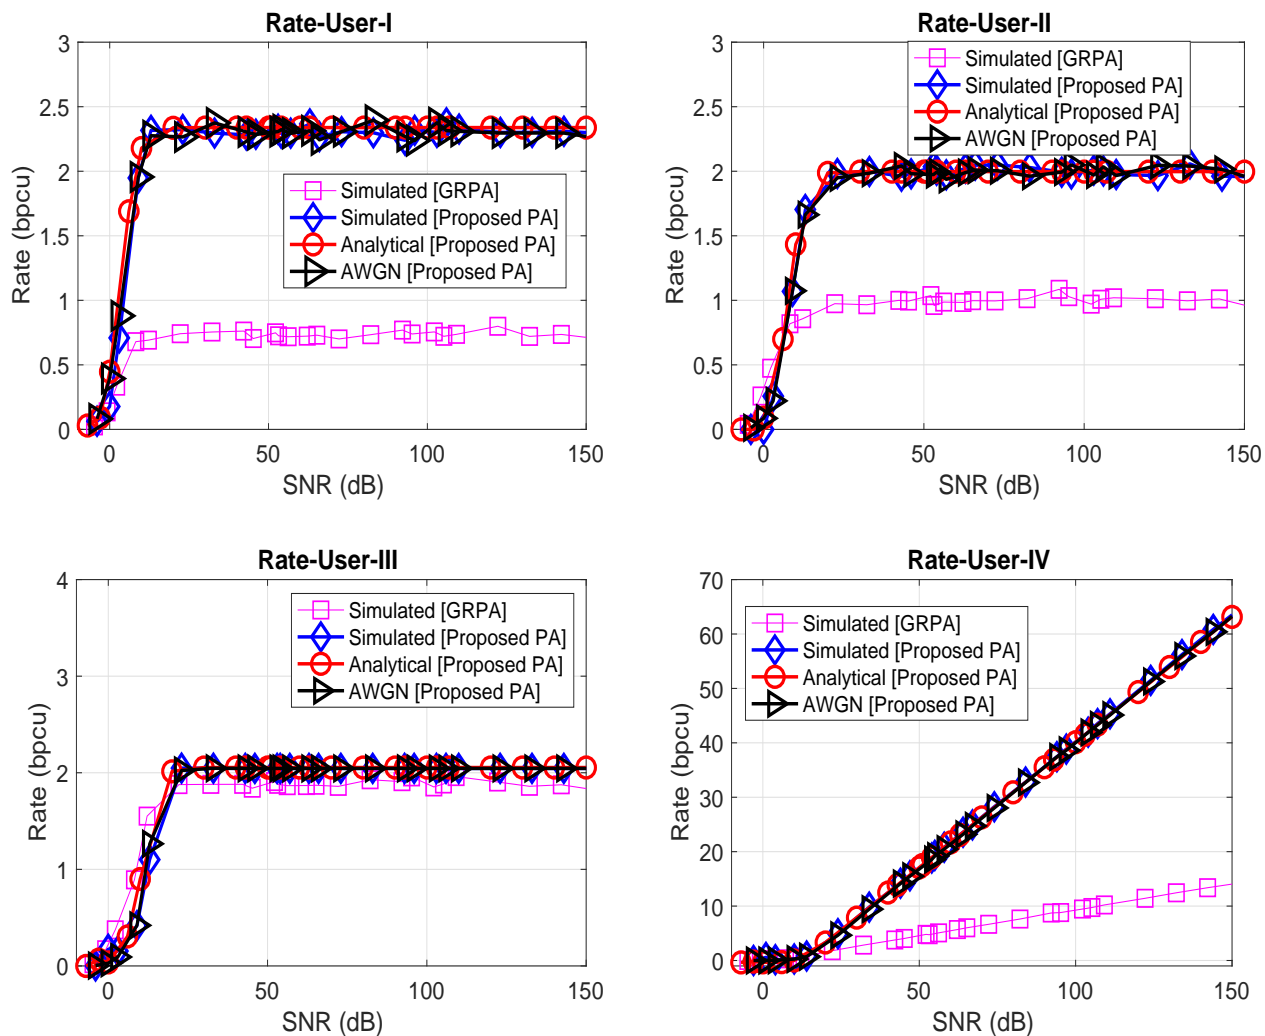 Rate-User-I
3
2.5
2
1.5
1
0.5
0
Rate (bpcu)
Simulated [GRPA]
Simulated [Proposed PA]
Analytical [Proposed PA]
AWGN [Proposed PA]
0 50 100 150
SNR (dB)
Rate-User-II
3
2.5
2
1.5
1
0.5
0
Rate (bpcu)
Simulated [GRPA]
Simulated [Proposed PA]
Analytical [Proposed PA]
AWGN [Proposed PA]
0 50 100 150
SNR (dB)
Rate-User-III
4
3
2
1
0
Rate (bpcu)
Simulated [GRPA]
Simulated [Proposed PA]
Analytical [Proposed PA]
AWGN [Proposed PA]
0 50 100 150
SNR (dB)
Rate-User-IV
70
60
50
40
30
20
10
0
Rate (bpcu)
Simulated [GRPA]
Simulated [Proposed PA]
Analytical [Proposed PA]
AWGN [Proposed PA]
0 50 100 150
SNR (dB)